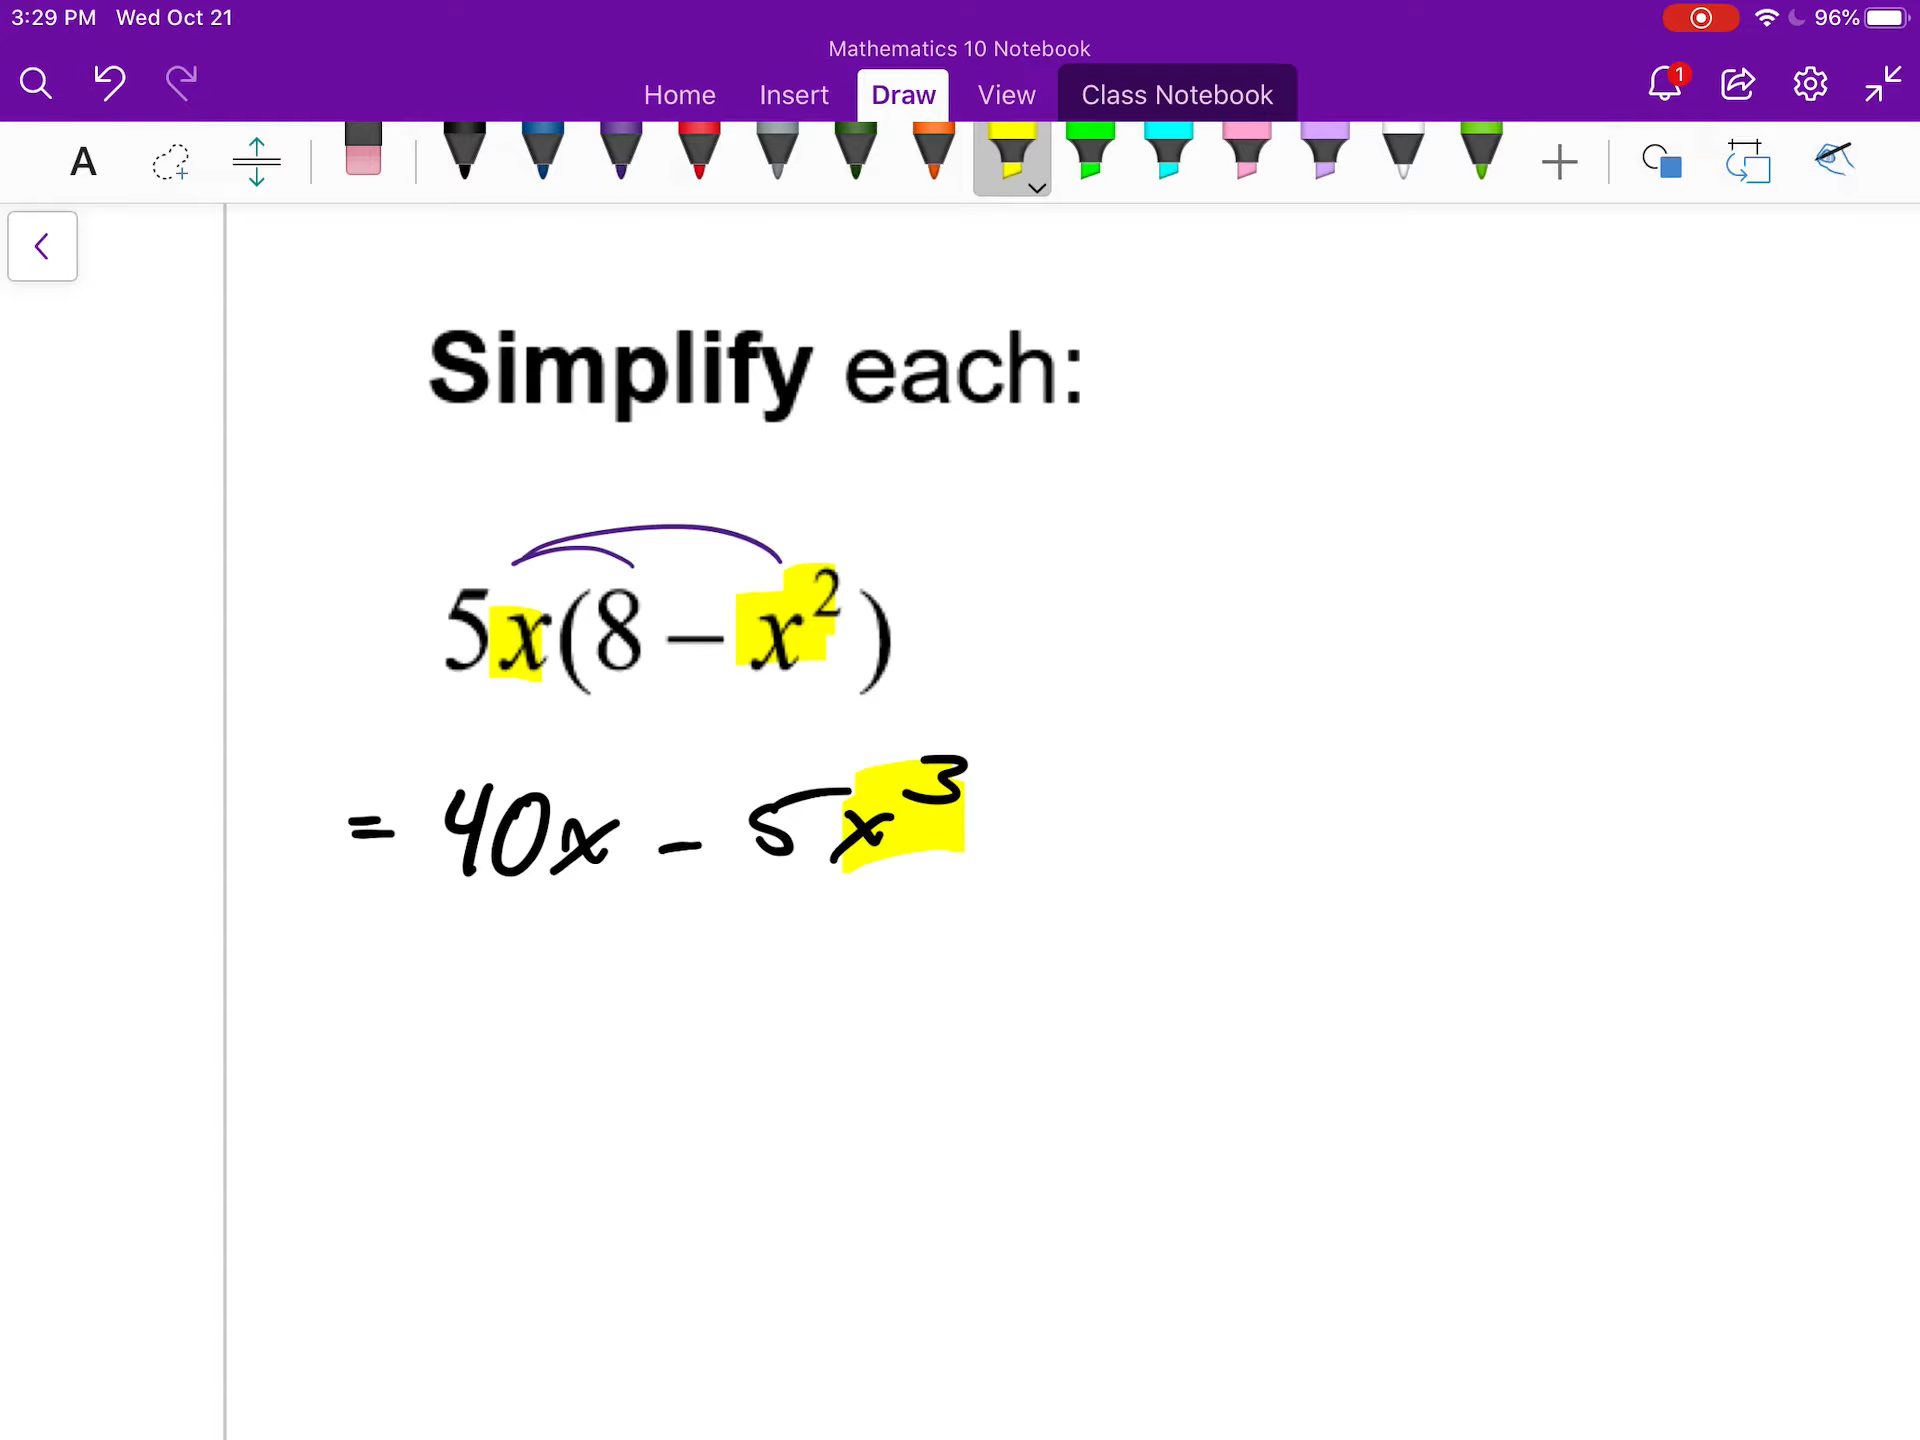 3:29 PM Wed Oct 21
96%
Mathematics 10 Notebook
Home Insert Draw View Class Notebook
1
A
Simplify each:
5x(8 – x²)
= 40x - 5x³